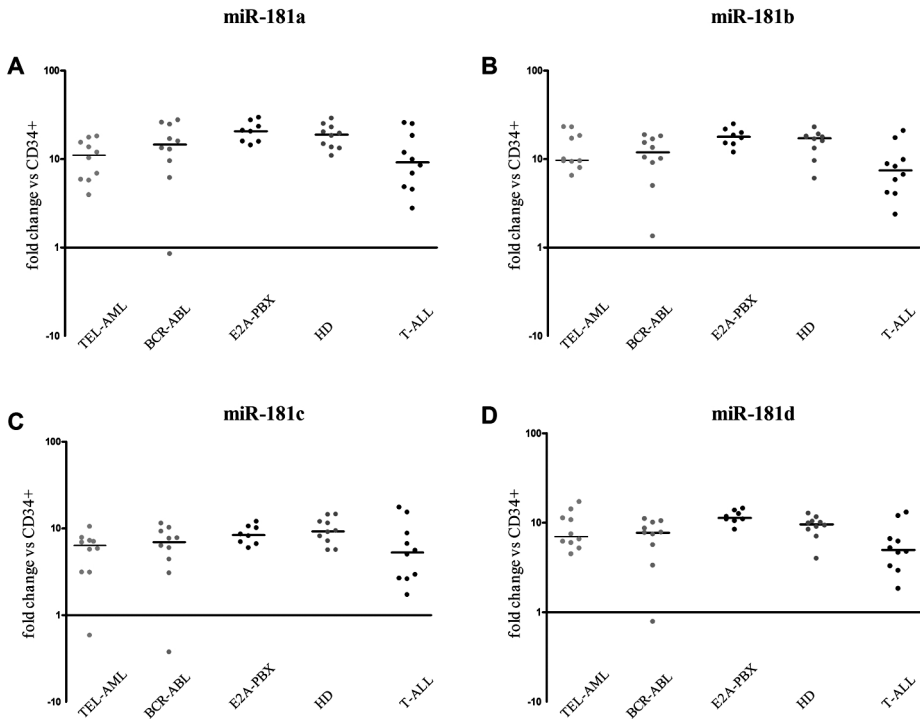 miR-181a
miR-181b
A
fold change vs CD34+
100
10
1
-10
TEL-AML
BCR-ABL
E2A-PBX
HD
T-ALL
B
fold change vs CD34+
100
10
1
-10
TEL-AML
BCR-ABL
E2A-PBX
HD
T-ALL
miR-181c
miR-181d
C
fold change vs CD34+
100
10
1
-10
TEL-AML
BCR-ABL
E2A-PBX
HD
T-ALL
D
fold change vs CD34+
100
10
1
-10
TEL-AML
BCR-ABL
E2A-PBX
HD
T-ALL